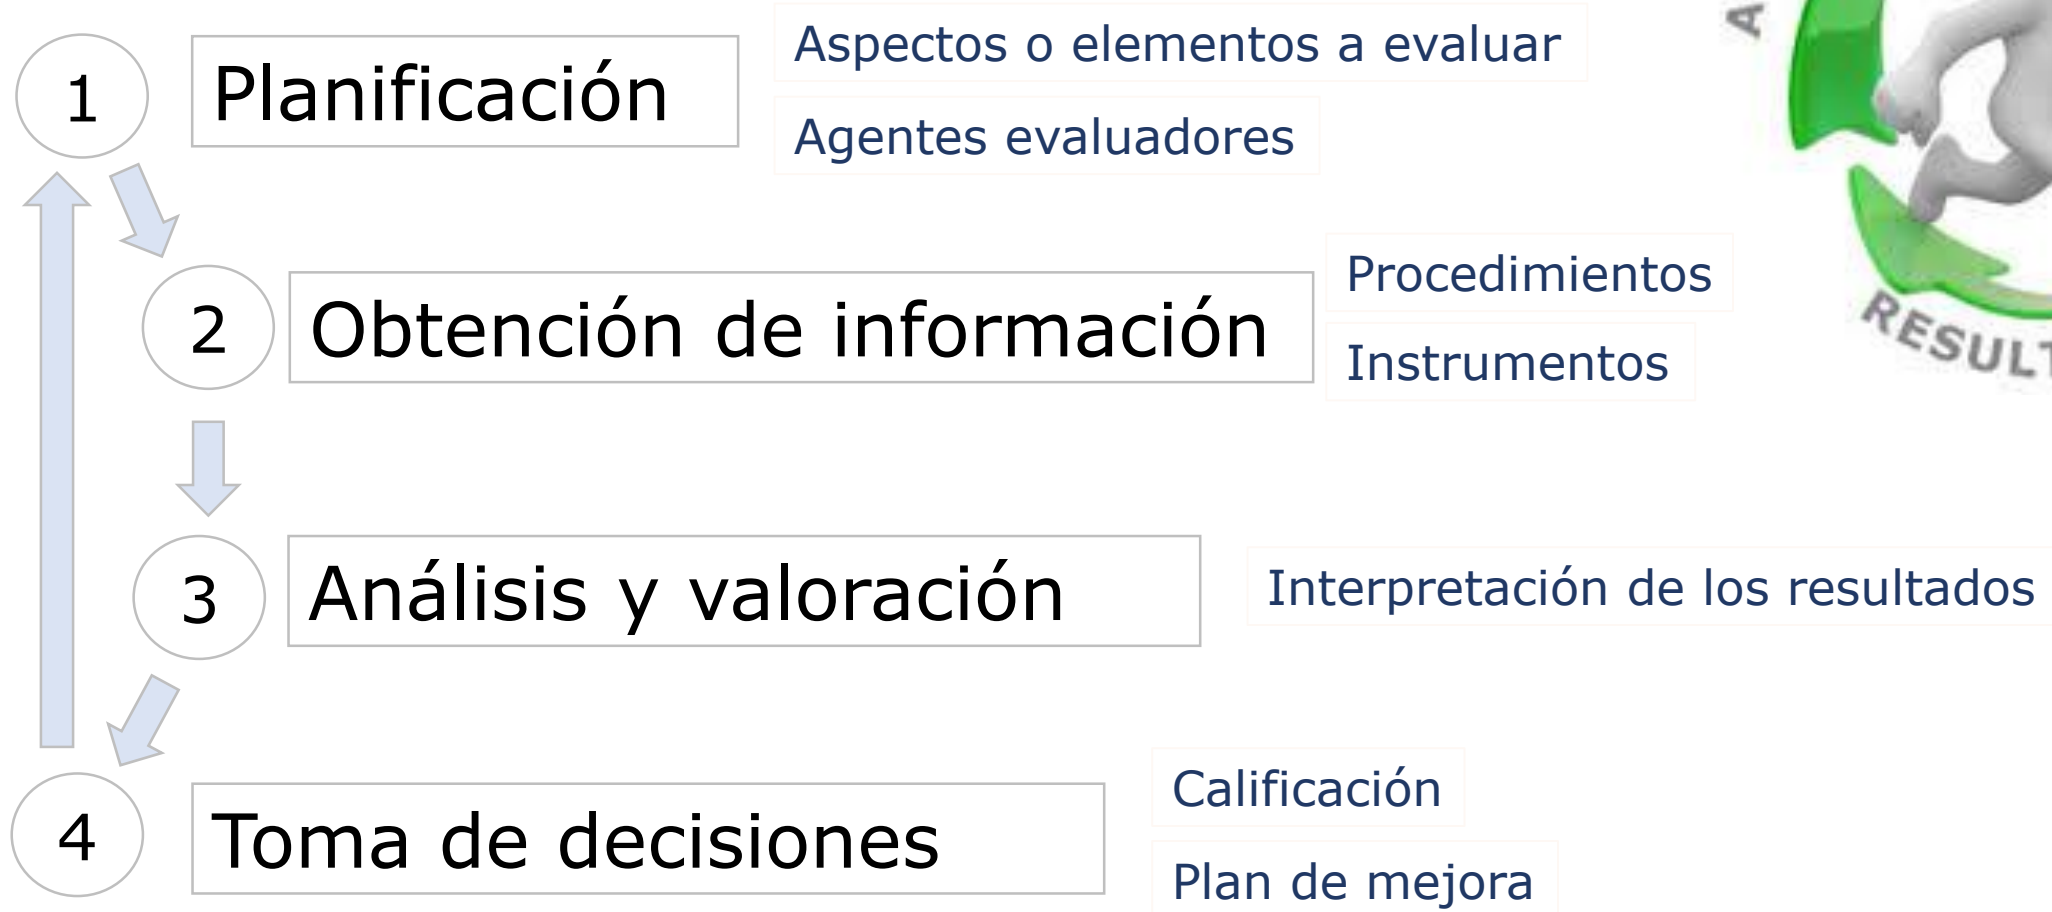 1
Planificación
Aspectos o elementos a evaluar
Agentes evaluadores
2
Obtención de información
Procedimientos
Instrumentos
3
Análisis y valoración
Interpretación de los resultados
4
Toma de decisiones
Calificación
Plan de mejora